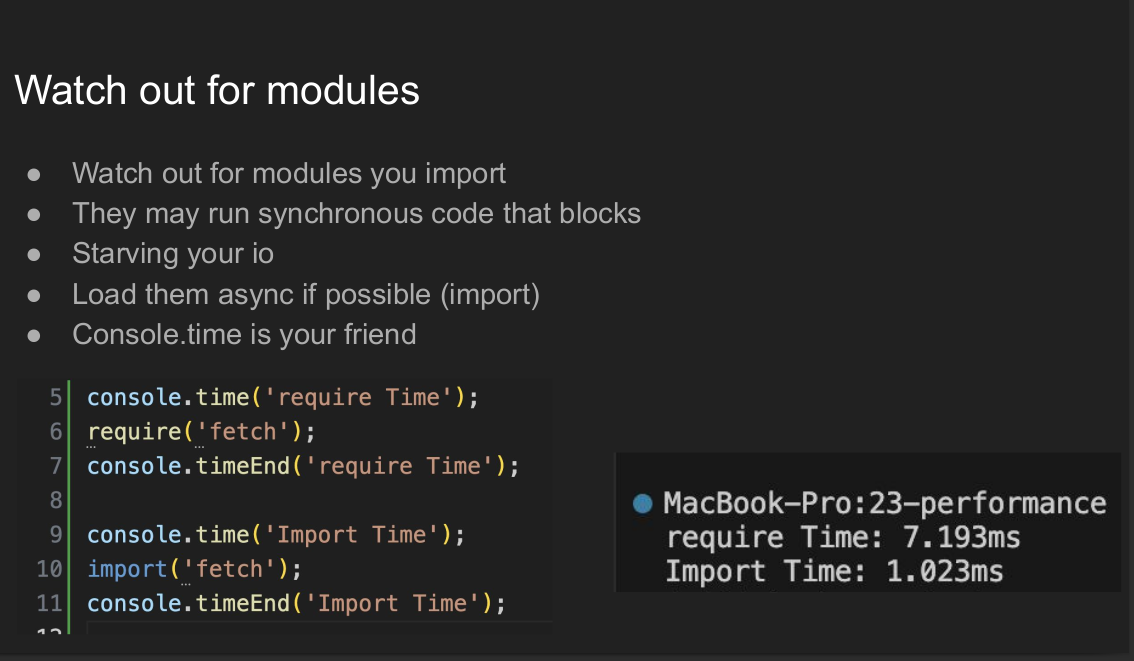 Watch out for modules
● Watch out for modules you import
● They may run synchronous code that blocks
● Starving your io
● Load them async if possible (import)
● Console.time is your friend
5 console.time('require Time');
6 require('fetch');
7 console.timeEnd('require Time');
8
9 console.time('Import Time');
10 import('fetch');
11 console.timeEnd('Import Time');
12
MacBook-Pro:23-performance
require Time: 7.193ms
Import Time: 1.023ms